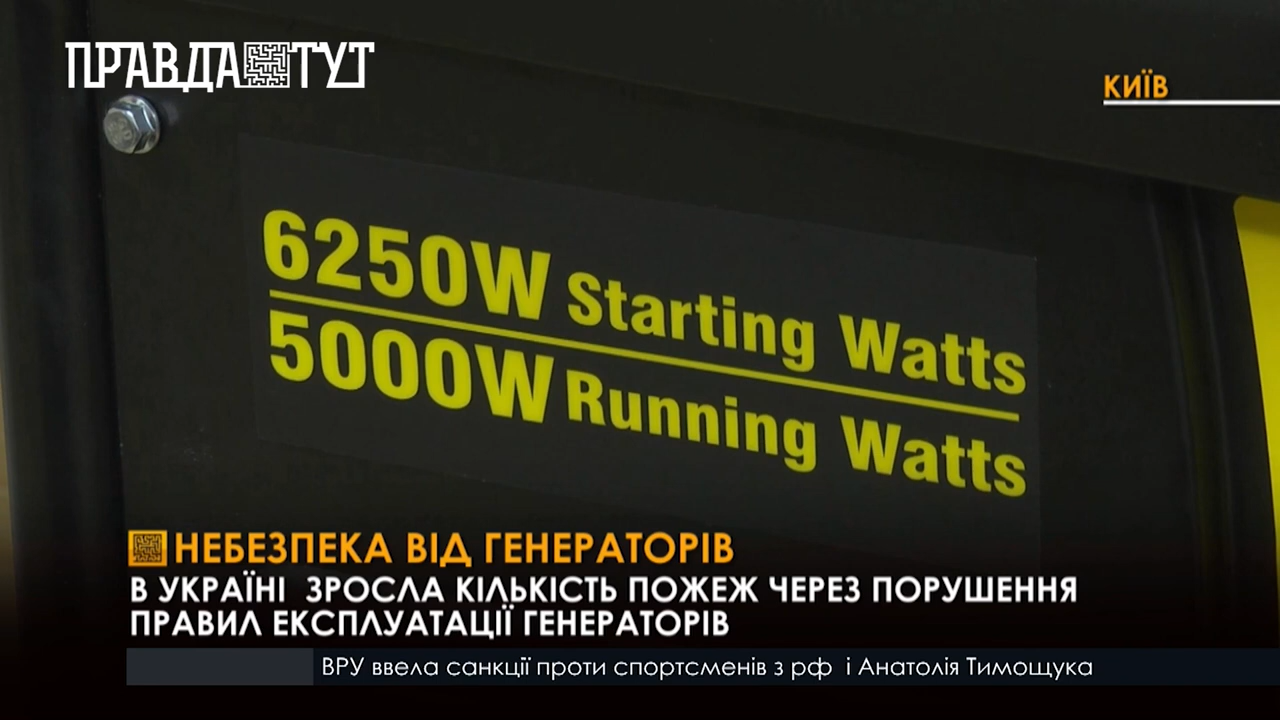 ПРАВДА ТУТ
КИЇВ
6250W Starting Watts
5000W Running Watts
НЕБЕЗПЕКА ВІД ГЕНЕРАТОРІВ
В УКРАЇНІ ЗРОСЛА КІЛЬКІСТЬ ПОЖЕЖ ЧЕРЕЗ ПОРУШЕННЯ
ПРАВИЛ ЕКСПЛУАТАЦІЇ ГЕНЕРАТОРІВ
ВРУ ввела санкції проти спортсменів з рф і Анатолія Тимощука